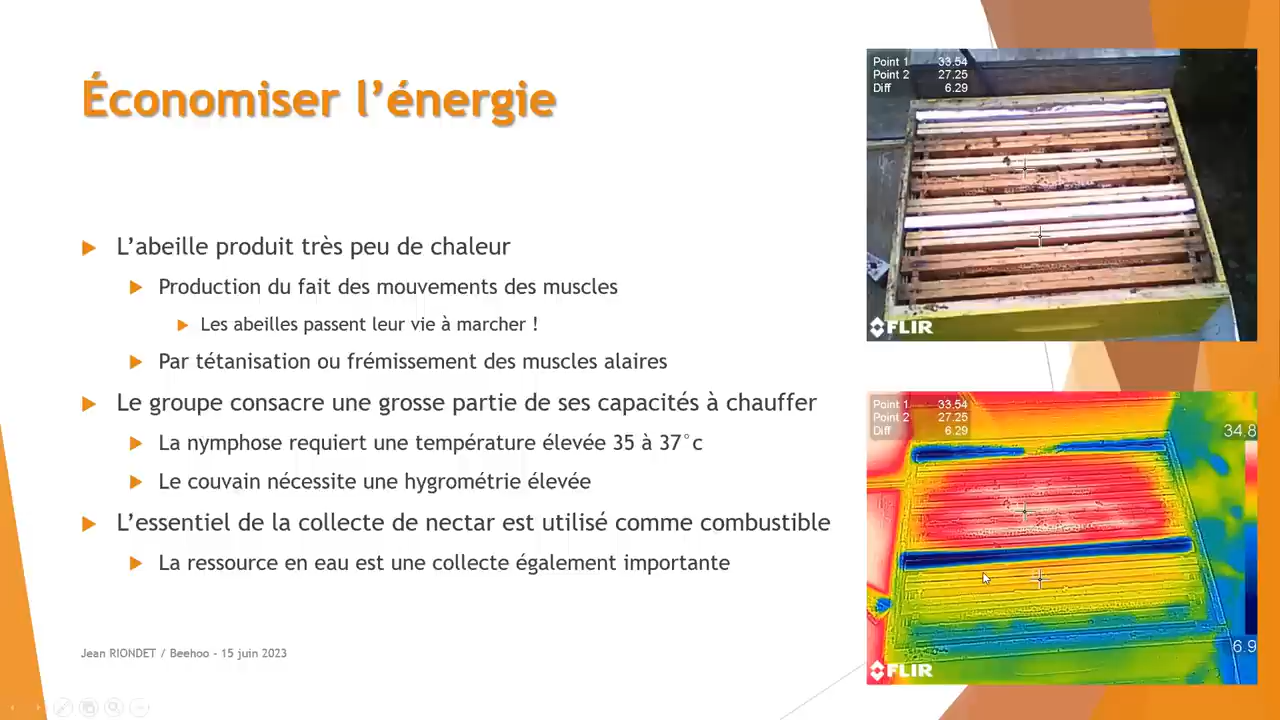 Économiser l’énergie
L’abeille produit très peu de chaleur
Production du fait des mouvements des muscles
Les abeilles passent leur vie à marcher !
Par tétanisation ou frémissement des muscles alaires
Le groupe consacre une grosse partie de ses capacités à chauffer
La nymphose requiert une température élevée 35 à 37°c
Le couvain nécessite une hygrométrie élevée
L’essentiel de la collecte de nectar est utilisé comme combustible
La ressource en eau est une collecte également importante
Jean RIONDET / Beehoo - 15 juin 2023
Point 1 33.54
Point 2 27.25
Diff 6.29
FLIR
Point 1 33.54
Point 2 27.25
Diff 6.29
34.8
6.9
FLIR